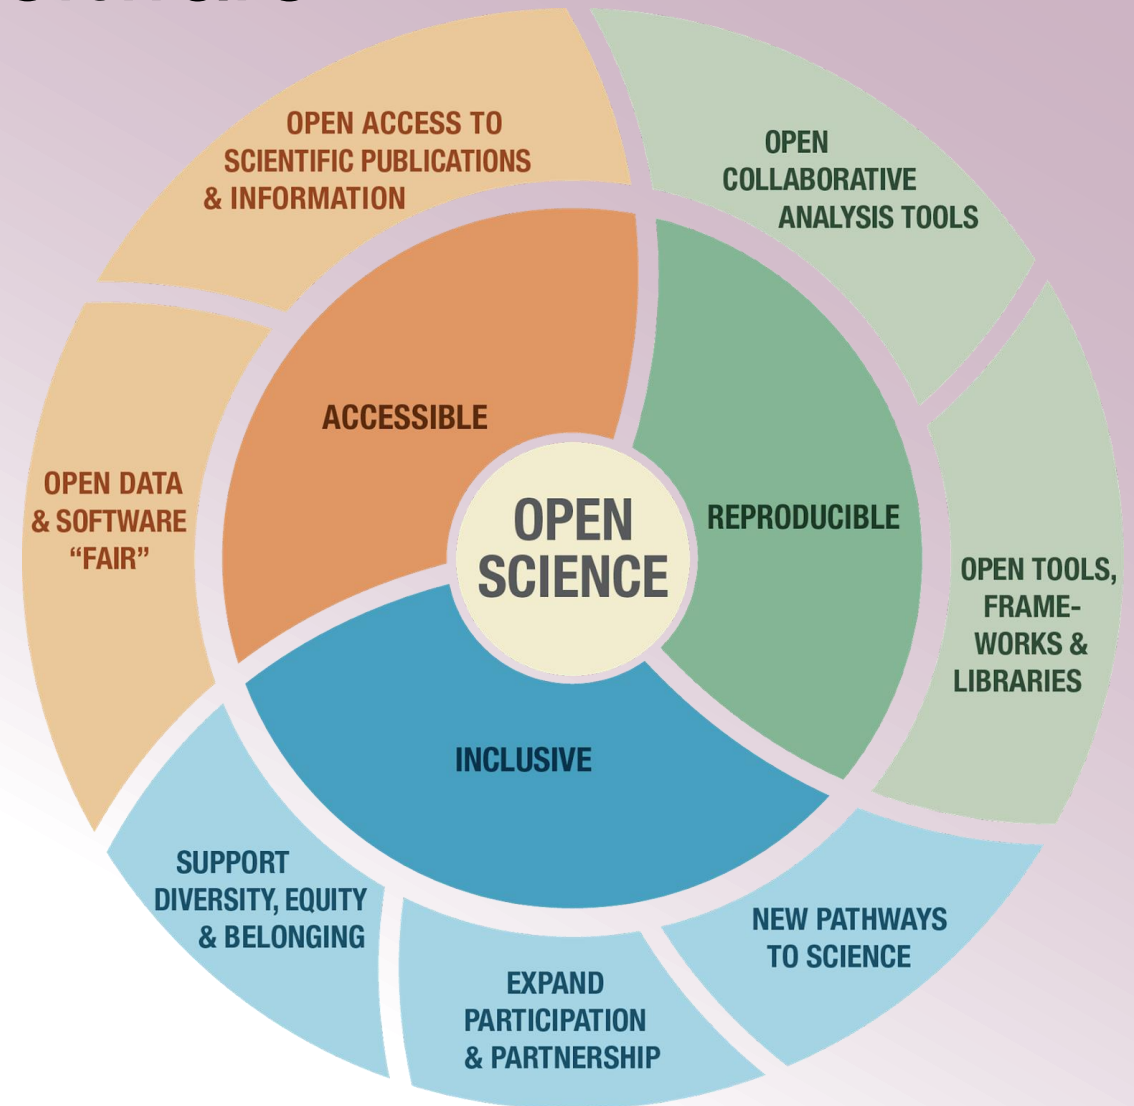 OPEN ACCESS TO
SCIENTIFIC PUBLICATIONS
& INFORMATION
OPEN
COLLABORATIVE
ANALYSIS TOOLS
ACCESSIBLE
OPEN DATA
& SOFTWARE
“FAIR”
OPEN
SCIENCE
REPRODUCIBLE
OPEN TOOLS,
FRAME-
WORKS &
LIBRARIES
INCLUSIVE
SUPPORT
DIVERSITY, EQUITY
& BELONGING
EXPAND
PARTICIPATION
& PARTNERSHIP
NEW PATHWAYS
TO SCIENCE